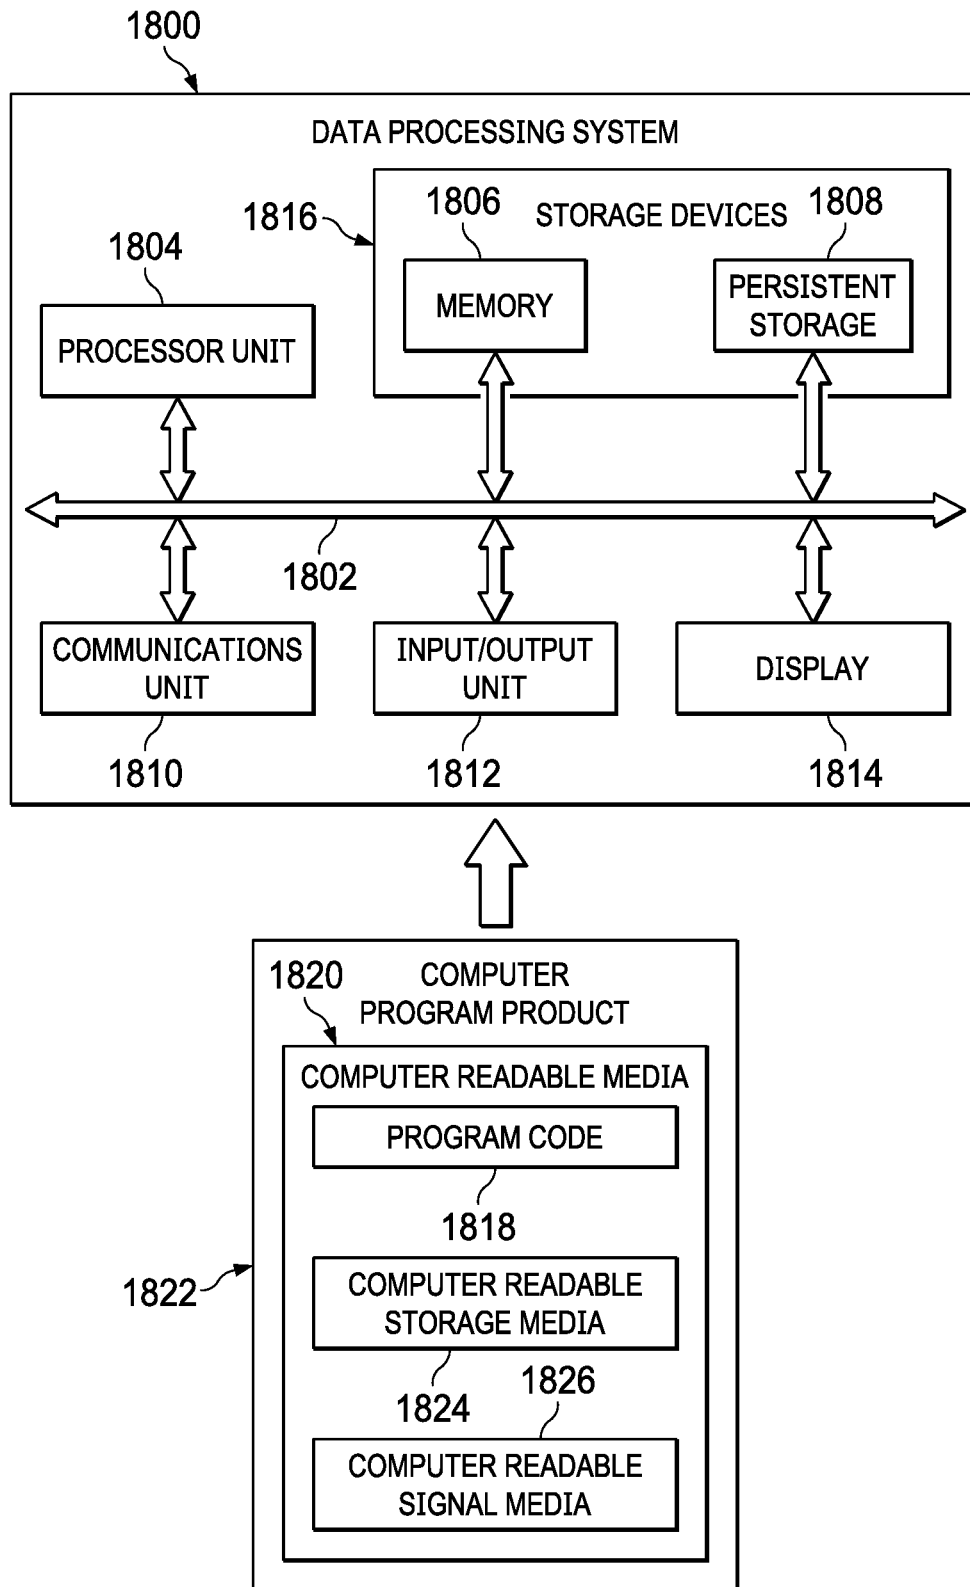 1800
DATA PROCESSING SYSTEM
1816
1806
STORAGE DEVICES
1808
1804
MEMORY
PERSISTENT
STORAGE
PROCESSOR UNIT
1802
COMMUNICATIONS
UNIT
INPUT/OUTPUT
UNIT
DISPLAY
1810
1812
1814
1820
COMPUTER
PROGRAM PRODUCT
COMPUTER READABLE MEDIA
PROGRAM CODE
1818
1822
COMPUTER READABLE
STORAGE MEDIA
1824
1826
COMPUTER READABLE
SIGNAL MEDIA